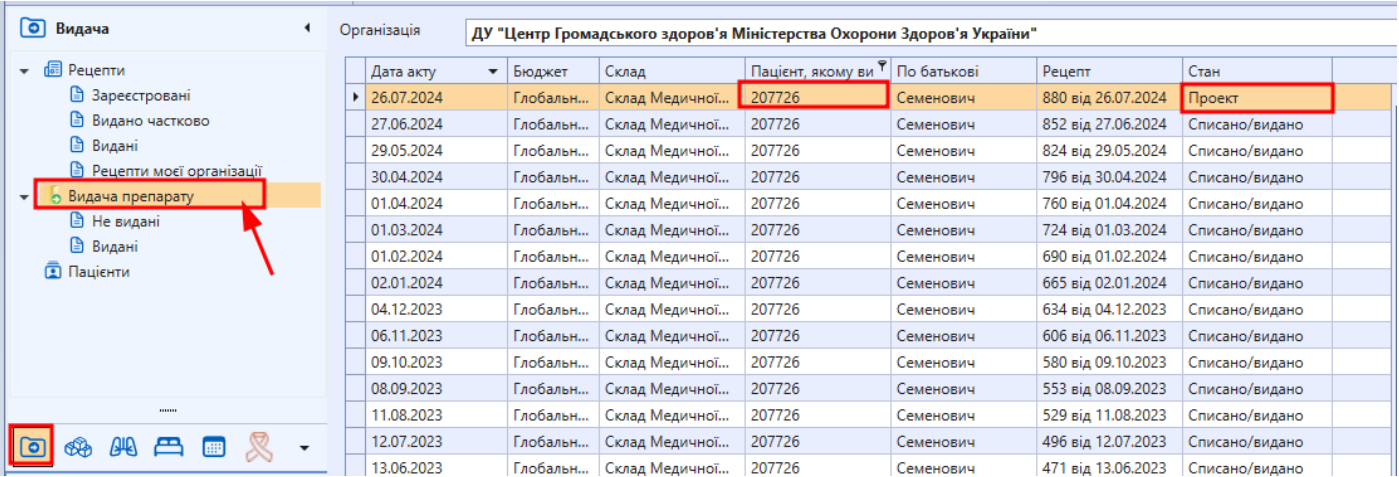 Видача
Рецепти
Зареєстровані
Видано частково
Видані
Рецепти моєї організації
Видача препарату
Не видані
Видані
Пацієнти
Організація ДУ "Центр Громадського здоров'я Міністерства Охорони Здоров'я України"
Дата акту Бюджет Склад Пацієнт, якому ви По батькові Рецепт Стан
26.07.2024 Глобальн... Склад Медичної... 207726 Семенович 880 від 26.07.2024 Проект
27.06.2024 Глобальн... Склад Медичної... 207726 Семенович 852 від 27.06.2024 Списано/видано
29.05.2024 Глобальн... Склад Медичної... 207726 Семенович 824 від 29.05.2024 Списано/видано
30.04.2024 Глобальн... Склад Медичної... 207726 Семенович 796 від 30.04.2024 Списано/видано
01.04.2024 Глобальн... Склад Медичної... 207726 Семенович 760 від 01.04.2024 Списано/видано
01.03.2024 Глобальн... Склад Медичної... 207726 Семенович 724 від 01.03.2024 Списано/видано
01.02.2024 Глобальн... Склад Медичної... 207726 Семенович 690 від 01.02.2024 Списано/видано
02.01.2024 Глобальн... Склад Медичної... 207726 Семенович 665 від 02.01.2024 Списано/видано
04.12.2023 Глобальн... Склад Медичної... 207726 Семенович 634 від 04.12.2023 Списано/видано
06.11.2023 Глобальн... Склад Медичної... 207726 Семенович 606 від 06.11.2023 Списано/видано
09.10.2023 Глобальн... Склад Медичної... 207726 Семенович 580 від 09.10.2023 Списано/видано
08.09.2023 Глобальн... Склад Медичної... 207726 Семенович 553 від 08.09.2023 Списано/видано
11.08.2023 Глобальн... Склад Медичної... 207726 Семенович 529 від 11.08.2023 Списано/видано
12.07.2023 Глобальн... Склад Медичної... 207726 Семенович 496 від 12.07.2023 Списано/видано
13.06.2023 Глобальн... Склад Медичної... 207726 Семенович 471 від 13.06.2023 Списано/видано